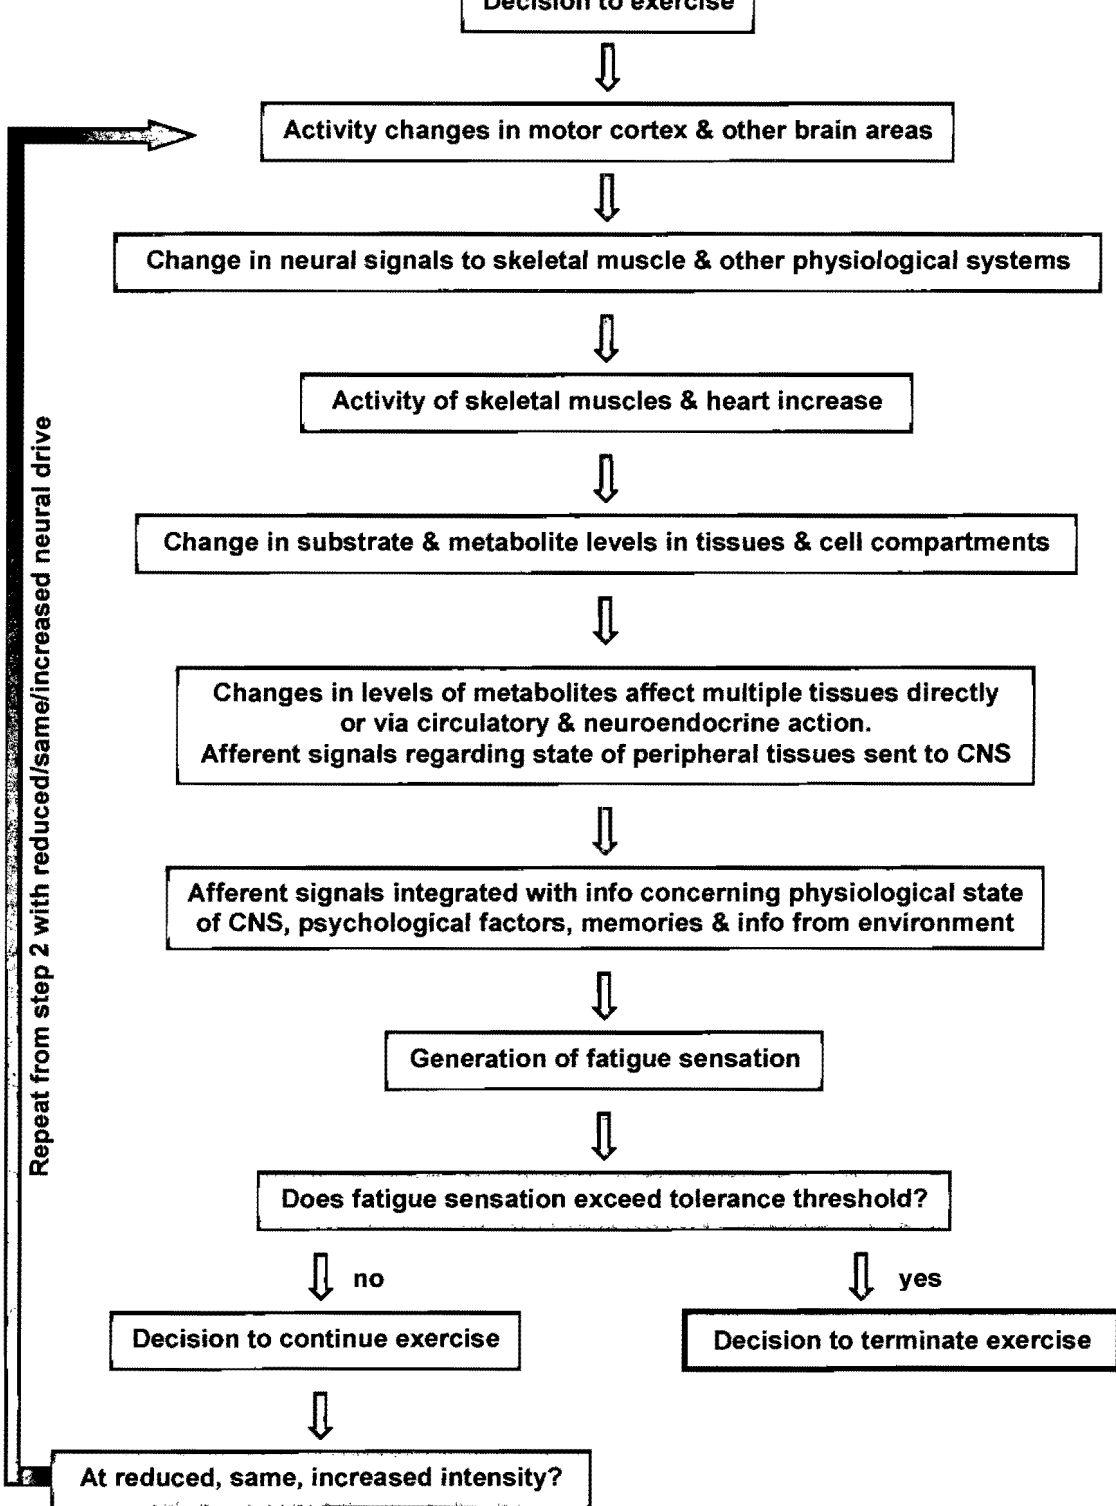 Decision to exercise
Activity changes in motor cortex & other brain areas
Change in neural signals to skeletal muscle & other physiological systems
Activity of skeletal muscles & heart increase
Change in substrate & metabolite levels in tissues & cell compartments
Changes in levels of metabolites affect multiple tissues directly
or via circulatory & neuroendocrine action.
Afferent signals regarding state of peripheral tissues sent to CNS
Afferent signals integrated with info concerning physiological state
of CNS, psychological factors, memories & info from environment
Generation of fatigue sensation
Does fatigue sensation exceed tolerance threshold?
no
yes
Decision to continue exercise
Decision to terminate exercise
At reduced, same, increased intensity?
Repeat from step 2 with reduced/same/increased neural drive